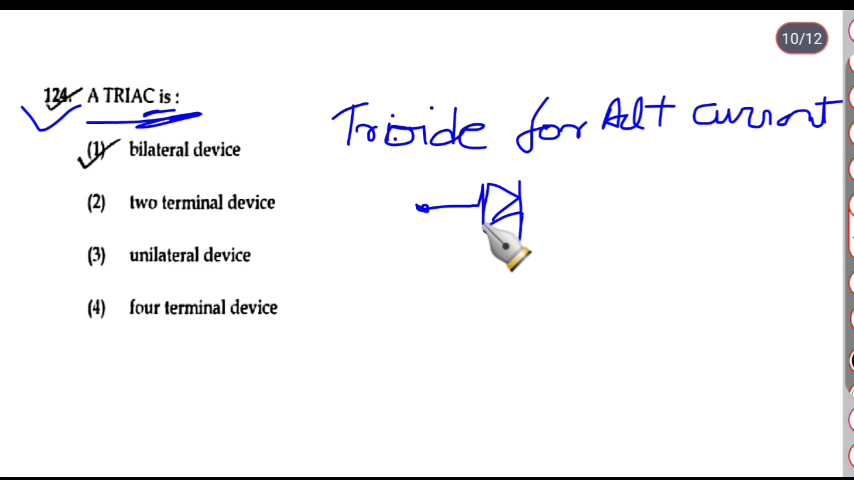 10/12
124. A TRIAC is :
Trioide for Alt current
(1) bilateral device
(2) two terminal device
(3) unilateral device
(4) four terminal device